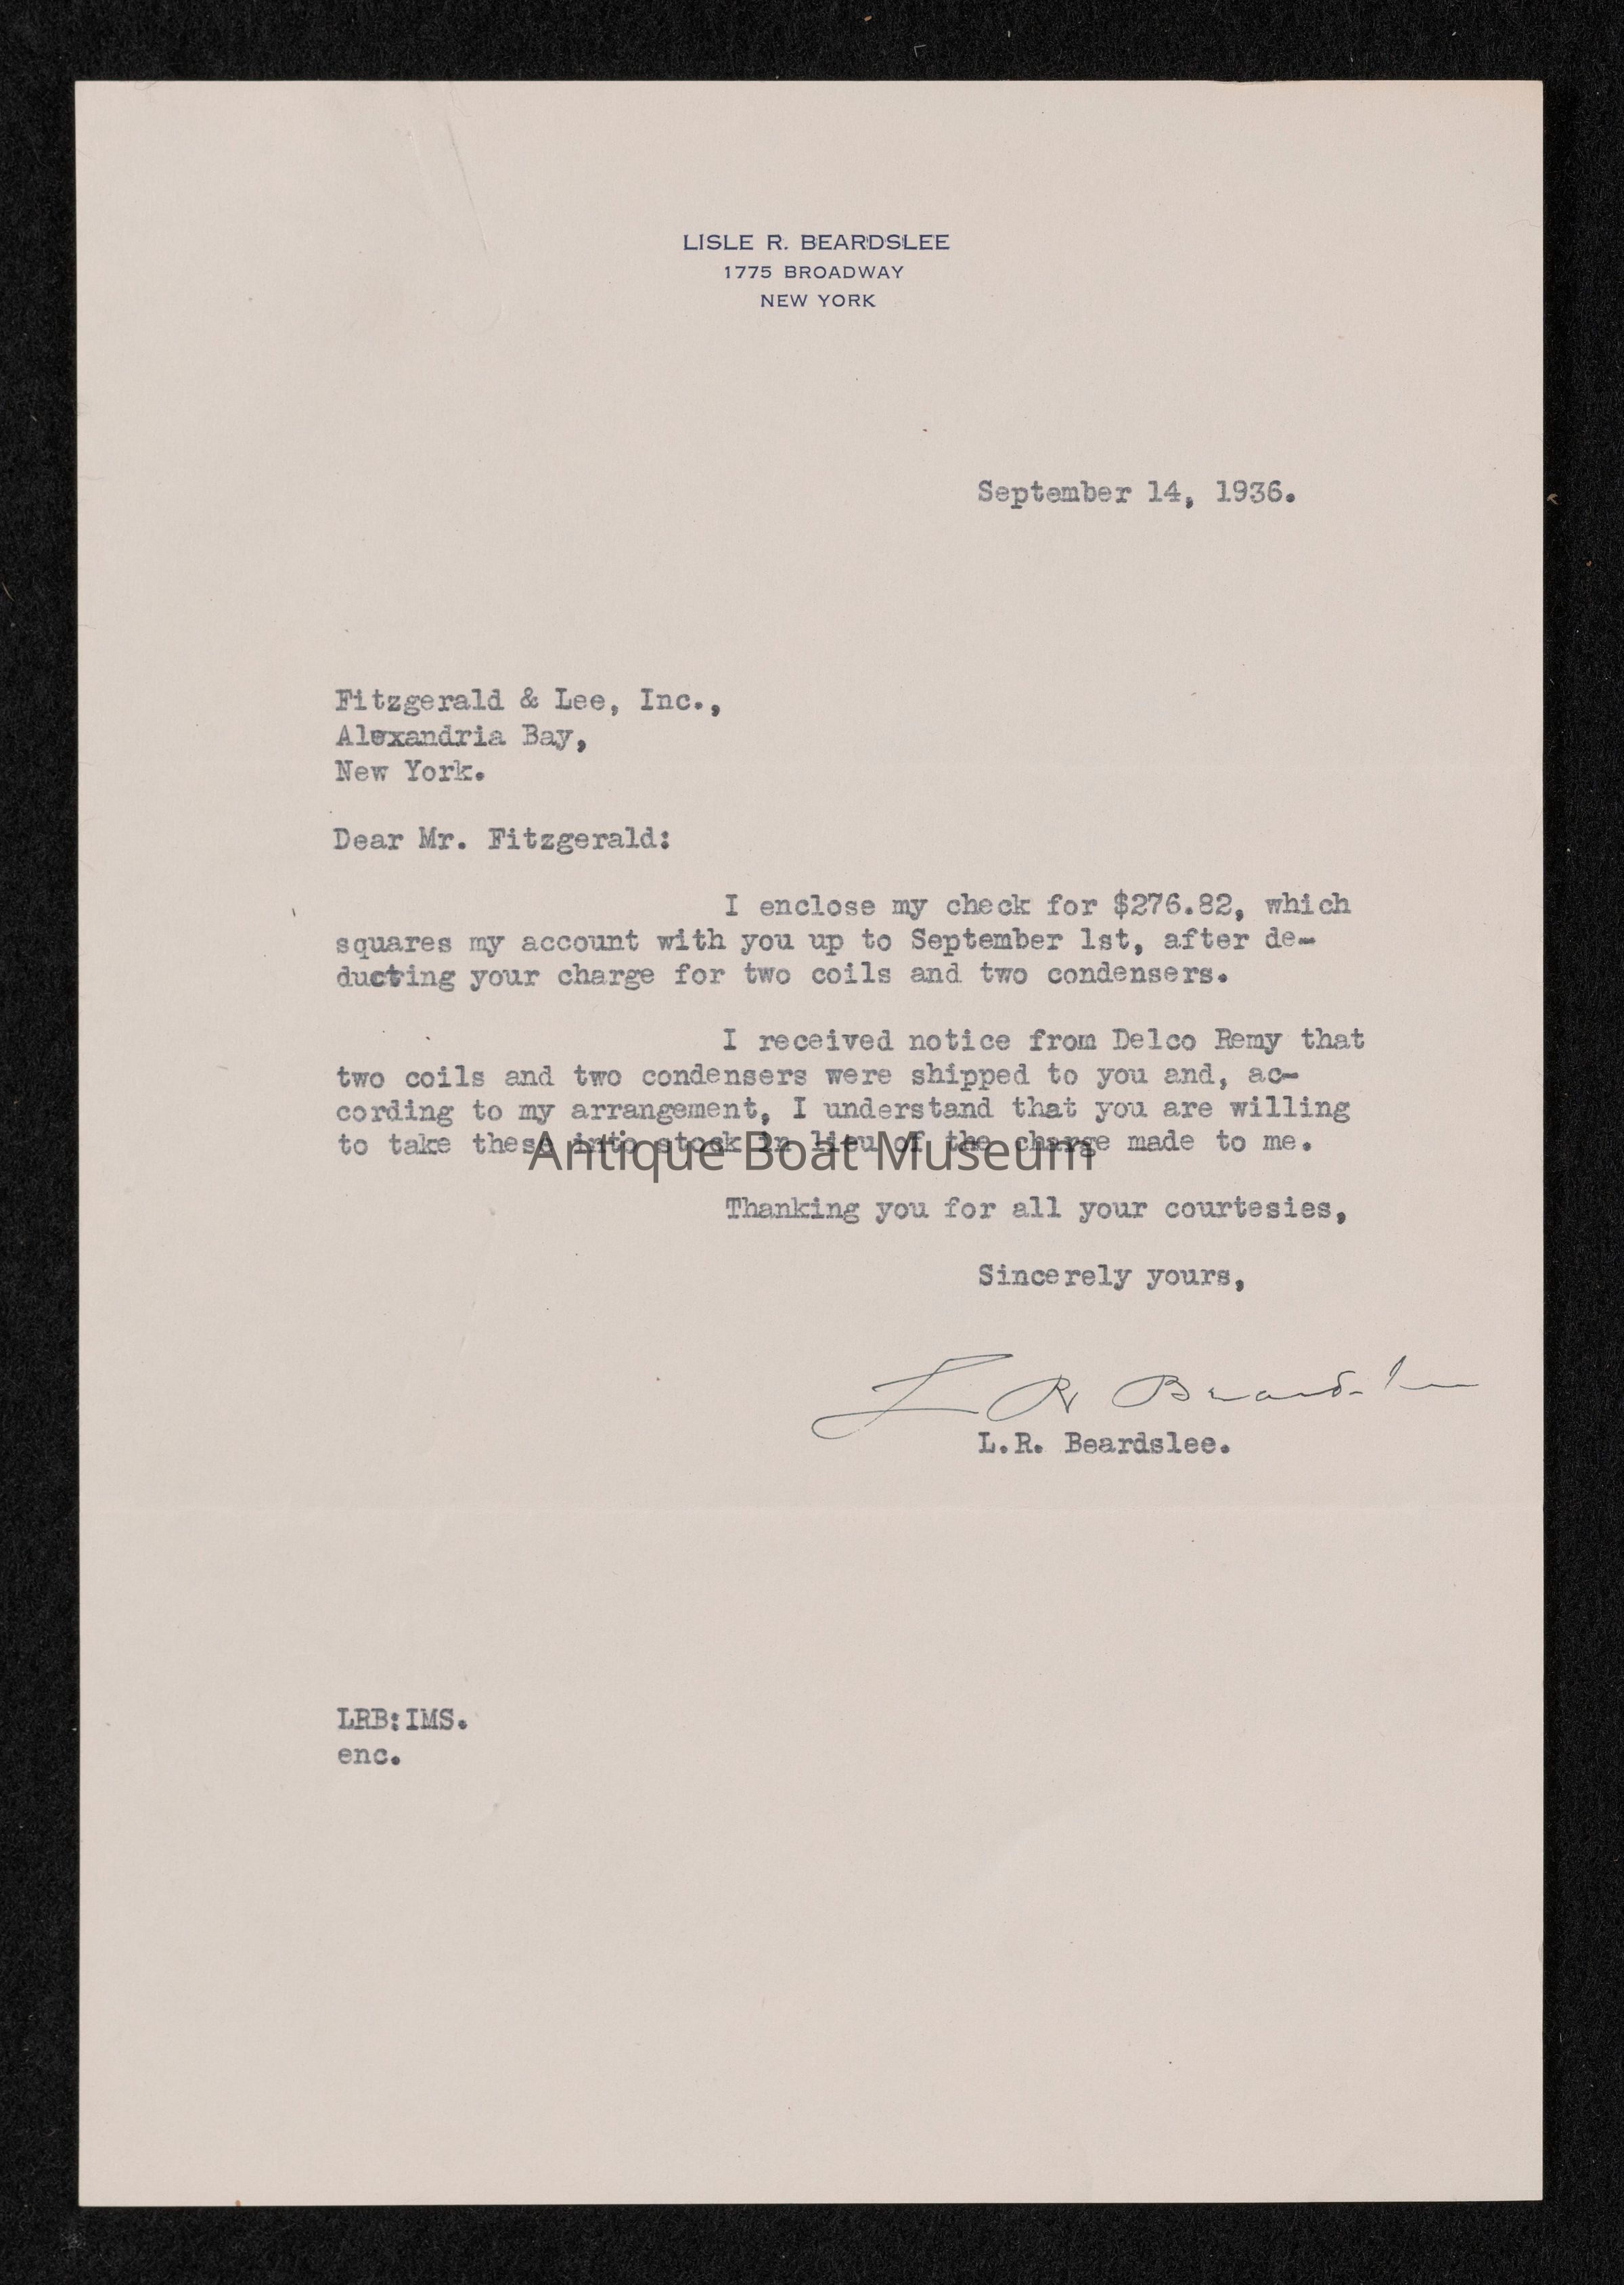 LISLE R. BEARDSLEE
1775 BROADWAY
NEW YORK
September 14, 1936.
Fitzgerald & Lee, Inc.,
Alexandria Bay,
New York.
Dear Mr. Fitzgerald:
I enclose my check for $276.82, which
squares my account with you up to September 1st, after de-
ducting your charge for two coils and two condensers.
I received notice from Delco Remy that
two coils and two condensers were shipped to you and, ac-
cording to my arrangement, I understand that you are willing
to take these into stock in lieu of the charge made to me.
Antique Boat Museum
Thanking you for all your courtesies,
Sincerely yours,
L R Beardslee
L.R. Beardslee.
LRB:IMS.
enc.